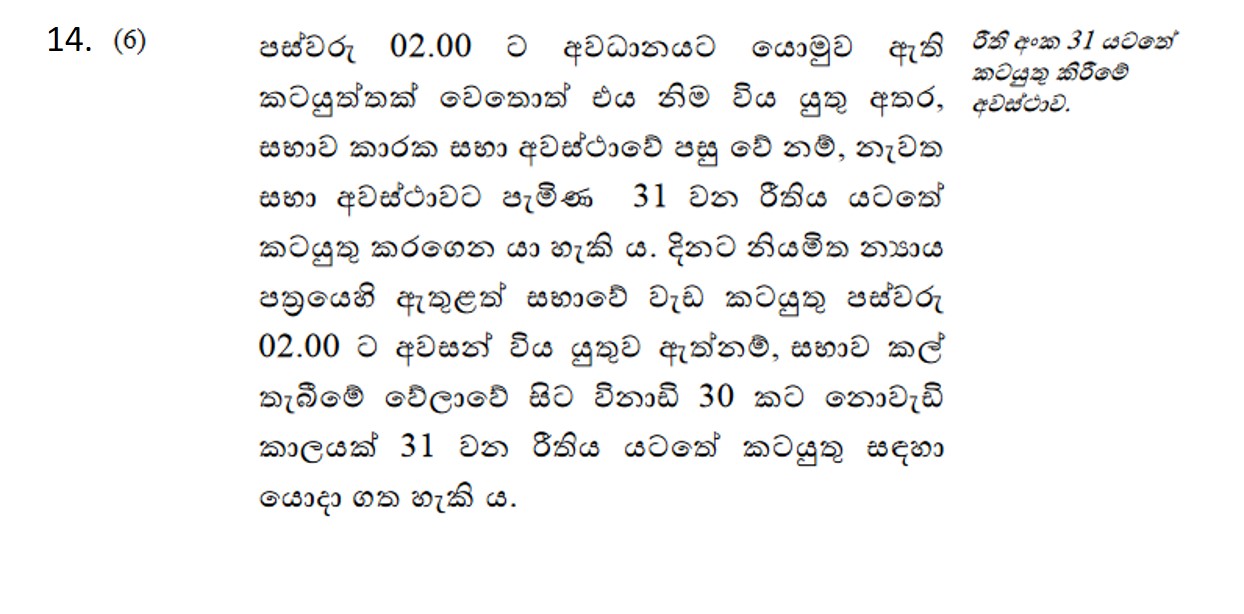 14. (6)
පස්වරු 02.00 ට අවධානයට යොමුව ඇති
කටයුත්තක් වෙතොත් එය නිම විය යුතු අතර,
සභාව කාරක සභා අවස්ථාවේ පසු වේ නම්, නැවත
සභා අවස්ථාවට පැමිණ 31 වන රීතිය යටතේ
කටයුතු කරගෙන යා හැකි ය. දිනට නියමිත න්‍යාය
පත්‍රයෙහි ඇතුළත් සභාවේ වැඩ කටයුතු පස්වරු
02.00 ට අවසන් විය යුතුව ඇත්නම්, සභාව කල්
තැබීමේ වේලාවේ සිට විනාඩි 30 කට නොවැඩි
කාලයක් 31 වන රීතිය යටතේ කටයුතු සඳහා
යොදා ගත හැකි ය.
රීති අංක 31 යටතේ
කටයුතු කිරීමේ
අවස්ථාව.